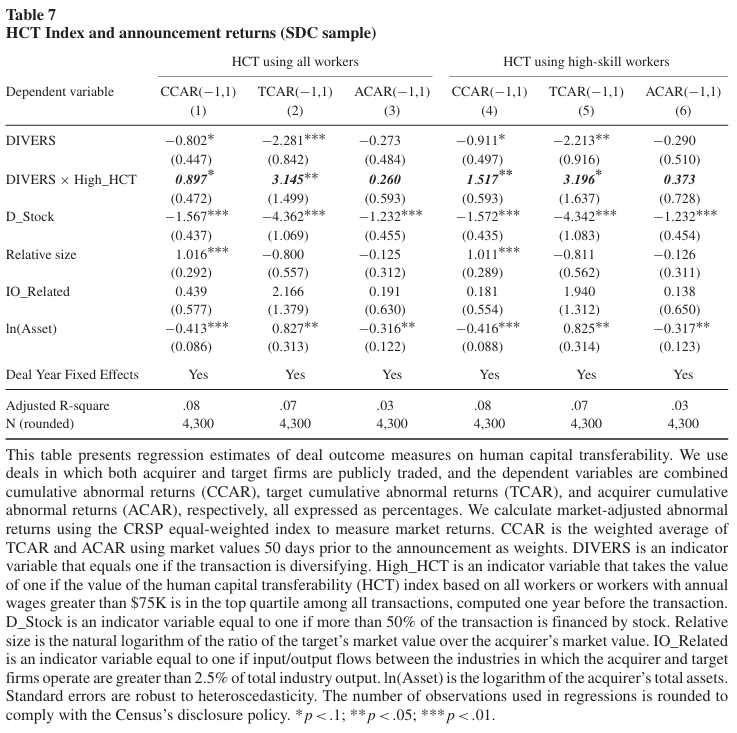 Table 7
HCT Index and announcement returns (SDC sample)
HCT using all workers HCT using high-skill workers
Dependent variable CCAR(−1,1) TCAR(−1,1) ACAR(−1,1) CCAR(−1,1) TCAR(−1,1) ACAR(−1,1)
(1) (2) (3) (4) (5) (6)
DIVERS −0.802* −2.281*** −0.273 −0.911* −2.213** −0.290
(0.447) (0.842) (0.484) (0.497) (0.916) (0.510)
DIVERS × High_HCT 0.897* 3.145** 0.260 1.517** 3.196* 0.373
(0.472) (1.499) (0.593) (0.593) (1.637) (0.728)
D_Stock −1.567*** −4.362*** −1.232*** −1.572*** −4.342*** −1.232***
(0.437) (1.069) (0.455) (0.435) (1.083) (0.454)
Relative size 1.016*** −0.800 −0.125 1.011*** −0.811 −0.126
(0.292) (0.557) (0.312) (0.289) (0.562) (0.311)
IO_Related 0.439 2.166 0.191 0.181 1.940 0.138
(0.577) (1.379) (0.630) (0.554) (1.312) (0.650)
ln(Asset) −0.413*** 0.827** −0.316** −0.416*** 0.825** −0.317**
(0.086) (0.313) (0.122) (0.088) (0.314) (0.123)
Deal Year Fixed Effects Yes Yes Yes Yes Yes Yes
Adjusted R-square .08 .07 .03 .08 .07 .03
N (rounded) 4,300 4,300 4,300 4,300 4,300 4,300
This table presents regression estimates of deal outcome measures on human capital transferability. We use
deals in which both acquirer and target firms are publicly traded, and the dependent variables are combined
cumulative abnormal returns (CCAR), target cumulative abnormal returns (TCAR), and acquirer cumulative
abnormal returns (ACAR), respectively, all expressed as percentages. We calculate market-adjusted abnormal
returns using the CRSP equal-weighted index to measure market returns. CCAR is the weighted average of
TCAR and ACAR using market values 50 days prior to the announcement as weights. DIVERS is an indicator
variable that equals one if the transaction is diversifying. High_HCT is an indicator variable that takes the value
of one if the value of the human capital transferability (HCT) index based on all workers or workers with annual
wages greater than $75K is in the top quartile among all transactions, computed one year before the transaction.
D_Stock is an indicator variable equal to one if more than 50% of the transaction is financed by stock. Relative
size is the natural logarithm of the ratio of the target's market value over the acquirer's market value. IO_Related
is an indicator variable equal to one if input/output flows between the industries in which the acquirer and target
firms operate are greater than 2.5% of total industry output. ln(Asset) is the logarithm of the acquirer's total assets.
Standard errors are robust to heteroscedasticity. The number of observations used in regressions is rounded to
comply with the Census's disclosure policy. *p<.1; **p<.05; ***p<.01.